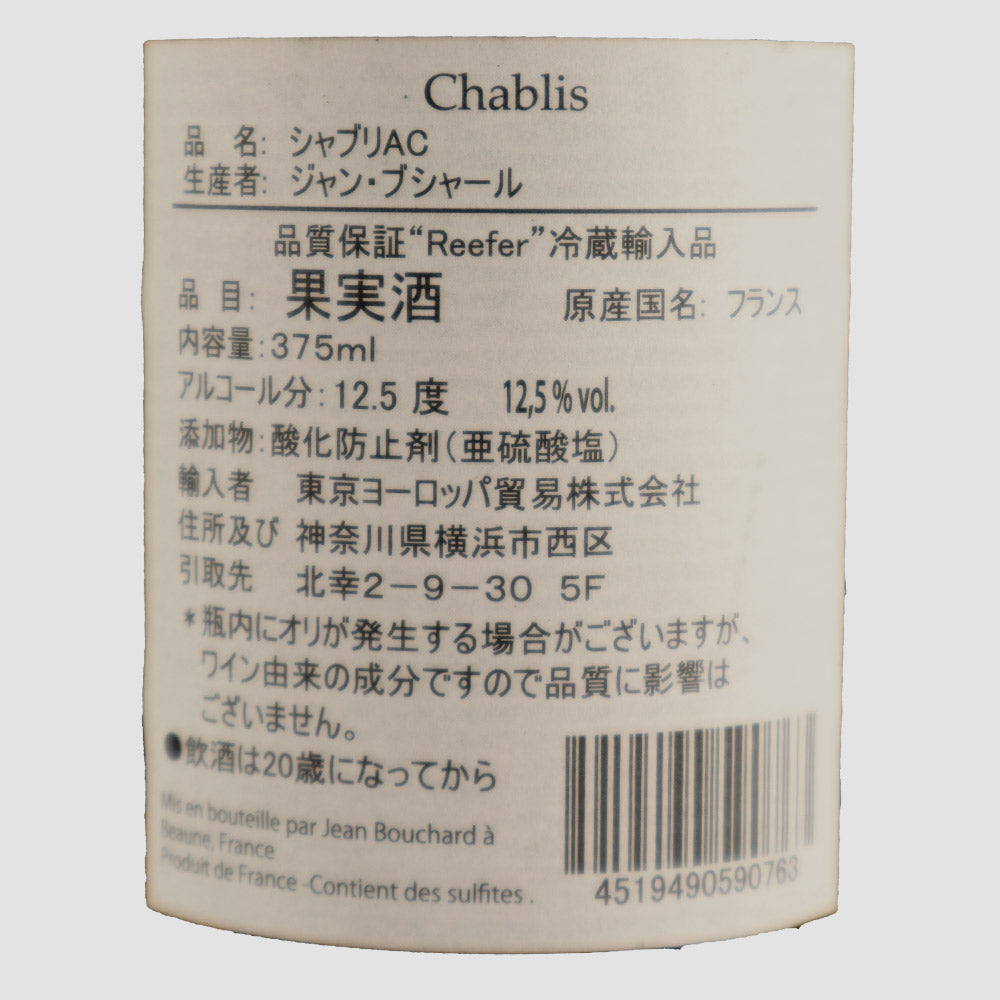 Chablis
品 名: シャブリAC
生産者: ジャン・ブシャール
品質保証“Reefer”冷蔵輸入品
品 目: 果実酒 原産国名: フランス
内容量:375ml
アルコール分:12.5 度 12,5 % vol.
添加物:酸化防止剤(亜硫酸塩)
輸入者 東京ヨーロッパ貿易株式会社
住所及び 神奈川県横浜市西区
引取先 北幸2-9-30 5F
*瓶内にオリが発生する場合がございますが、
ワイン由来の成分ですので品質に影響は
ございません。
●飲酒は20歳になってから
Mis en bouteille par Jean Bouchard à
Beaune, France
Produit de France -Contient des sulfites .
4519490590763